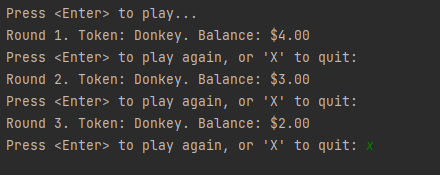 Press <Enter> to play...
Round 1. Token: Donkey. Balance: $4.00
Press <Enter> to play again, or 'X' to quit:
Round 2. Token: Donkey. Balance: $3.00
Press <Enter> to play again, or 'X' to quit:
Round 3. Token: Donkey. Balance: $2.00
Press <Enter> to play again, or 'X' to quit: x